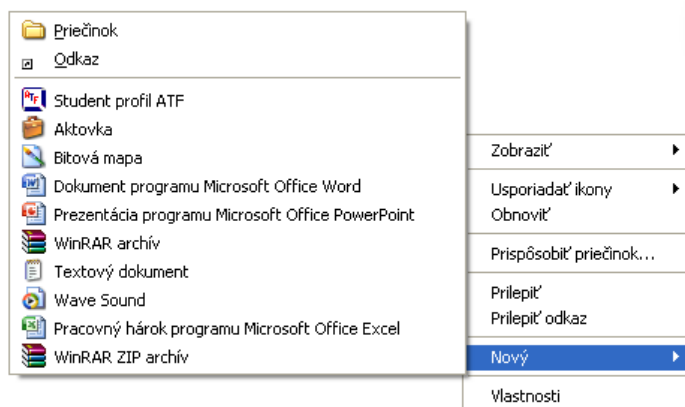 Priečinok
Odkaz
Student profil ATF
Aktovka
Bitová mapa
Dokument programu Microsoft Office Word
Prezentácia programu Microsoft Office PowerPoint
WinRAR archív
Textový dokument
Wave Sound
Pracovný hárok programu Microsoft Office Excel
WinRAR ZIP archív
Zobraziť
Usporiadať ikony
Obnoviť
Prispôsobiť priečinok...
Prilepiť
Prilepiť odkaz
Nový
Vlastnosti